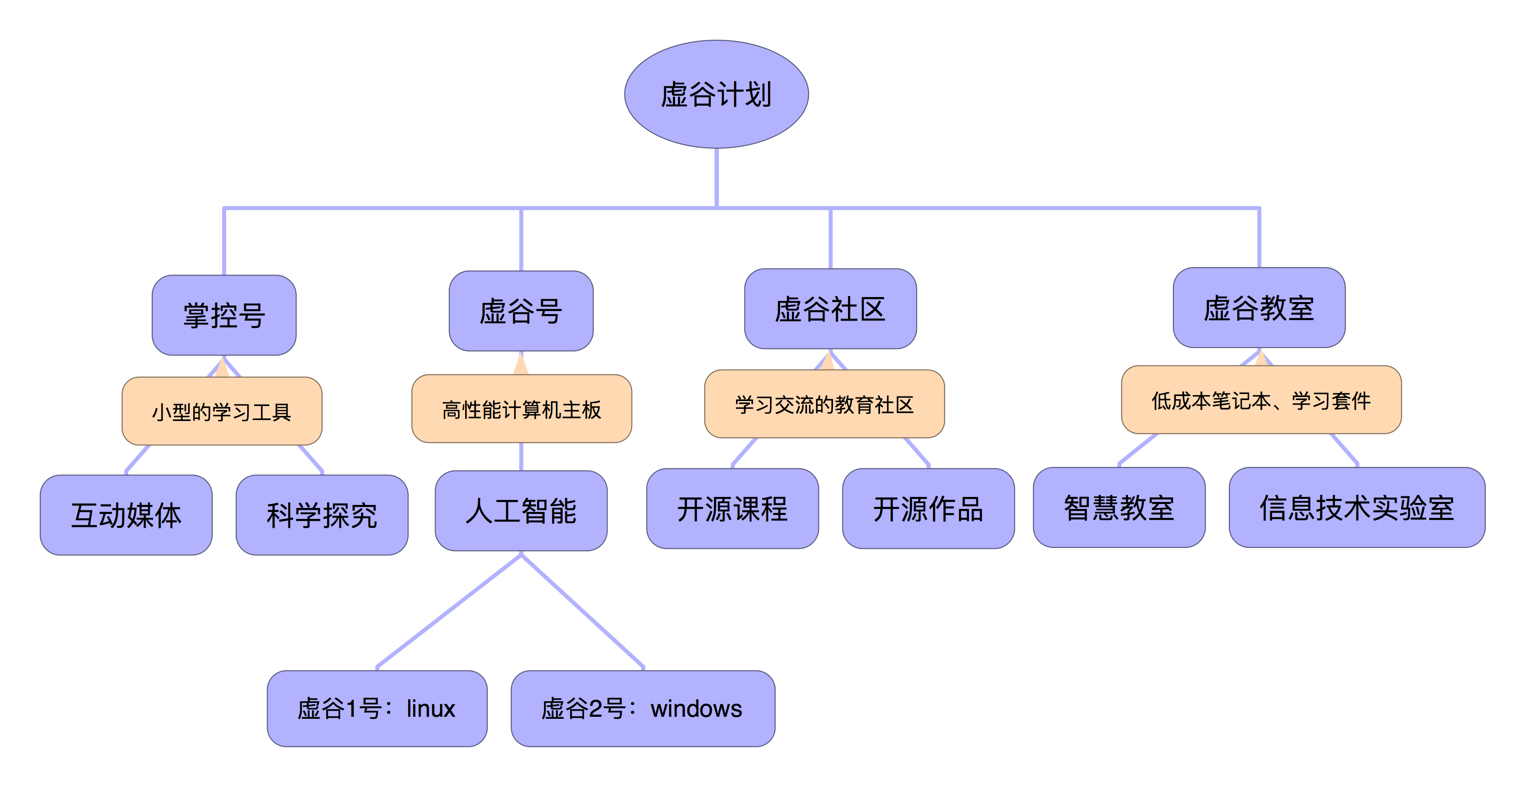 虚谷计划
掌控号
虚谷号
虚谷社区
虚谷教室
小型的学习工具
高性能计算机主板
学习交流的教育社区
低成本笔记本、学习套件
互动媒体
科学探究
人工智能
开源课程
开源作品
智慧教室
信息技术实验室
虚谷1号：linux
虚谷2号：windows